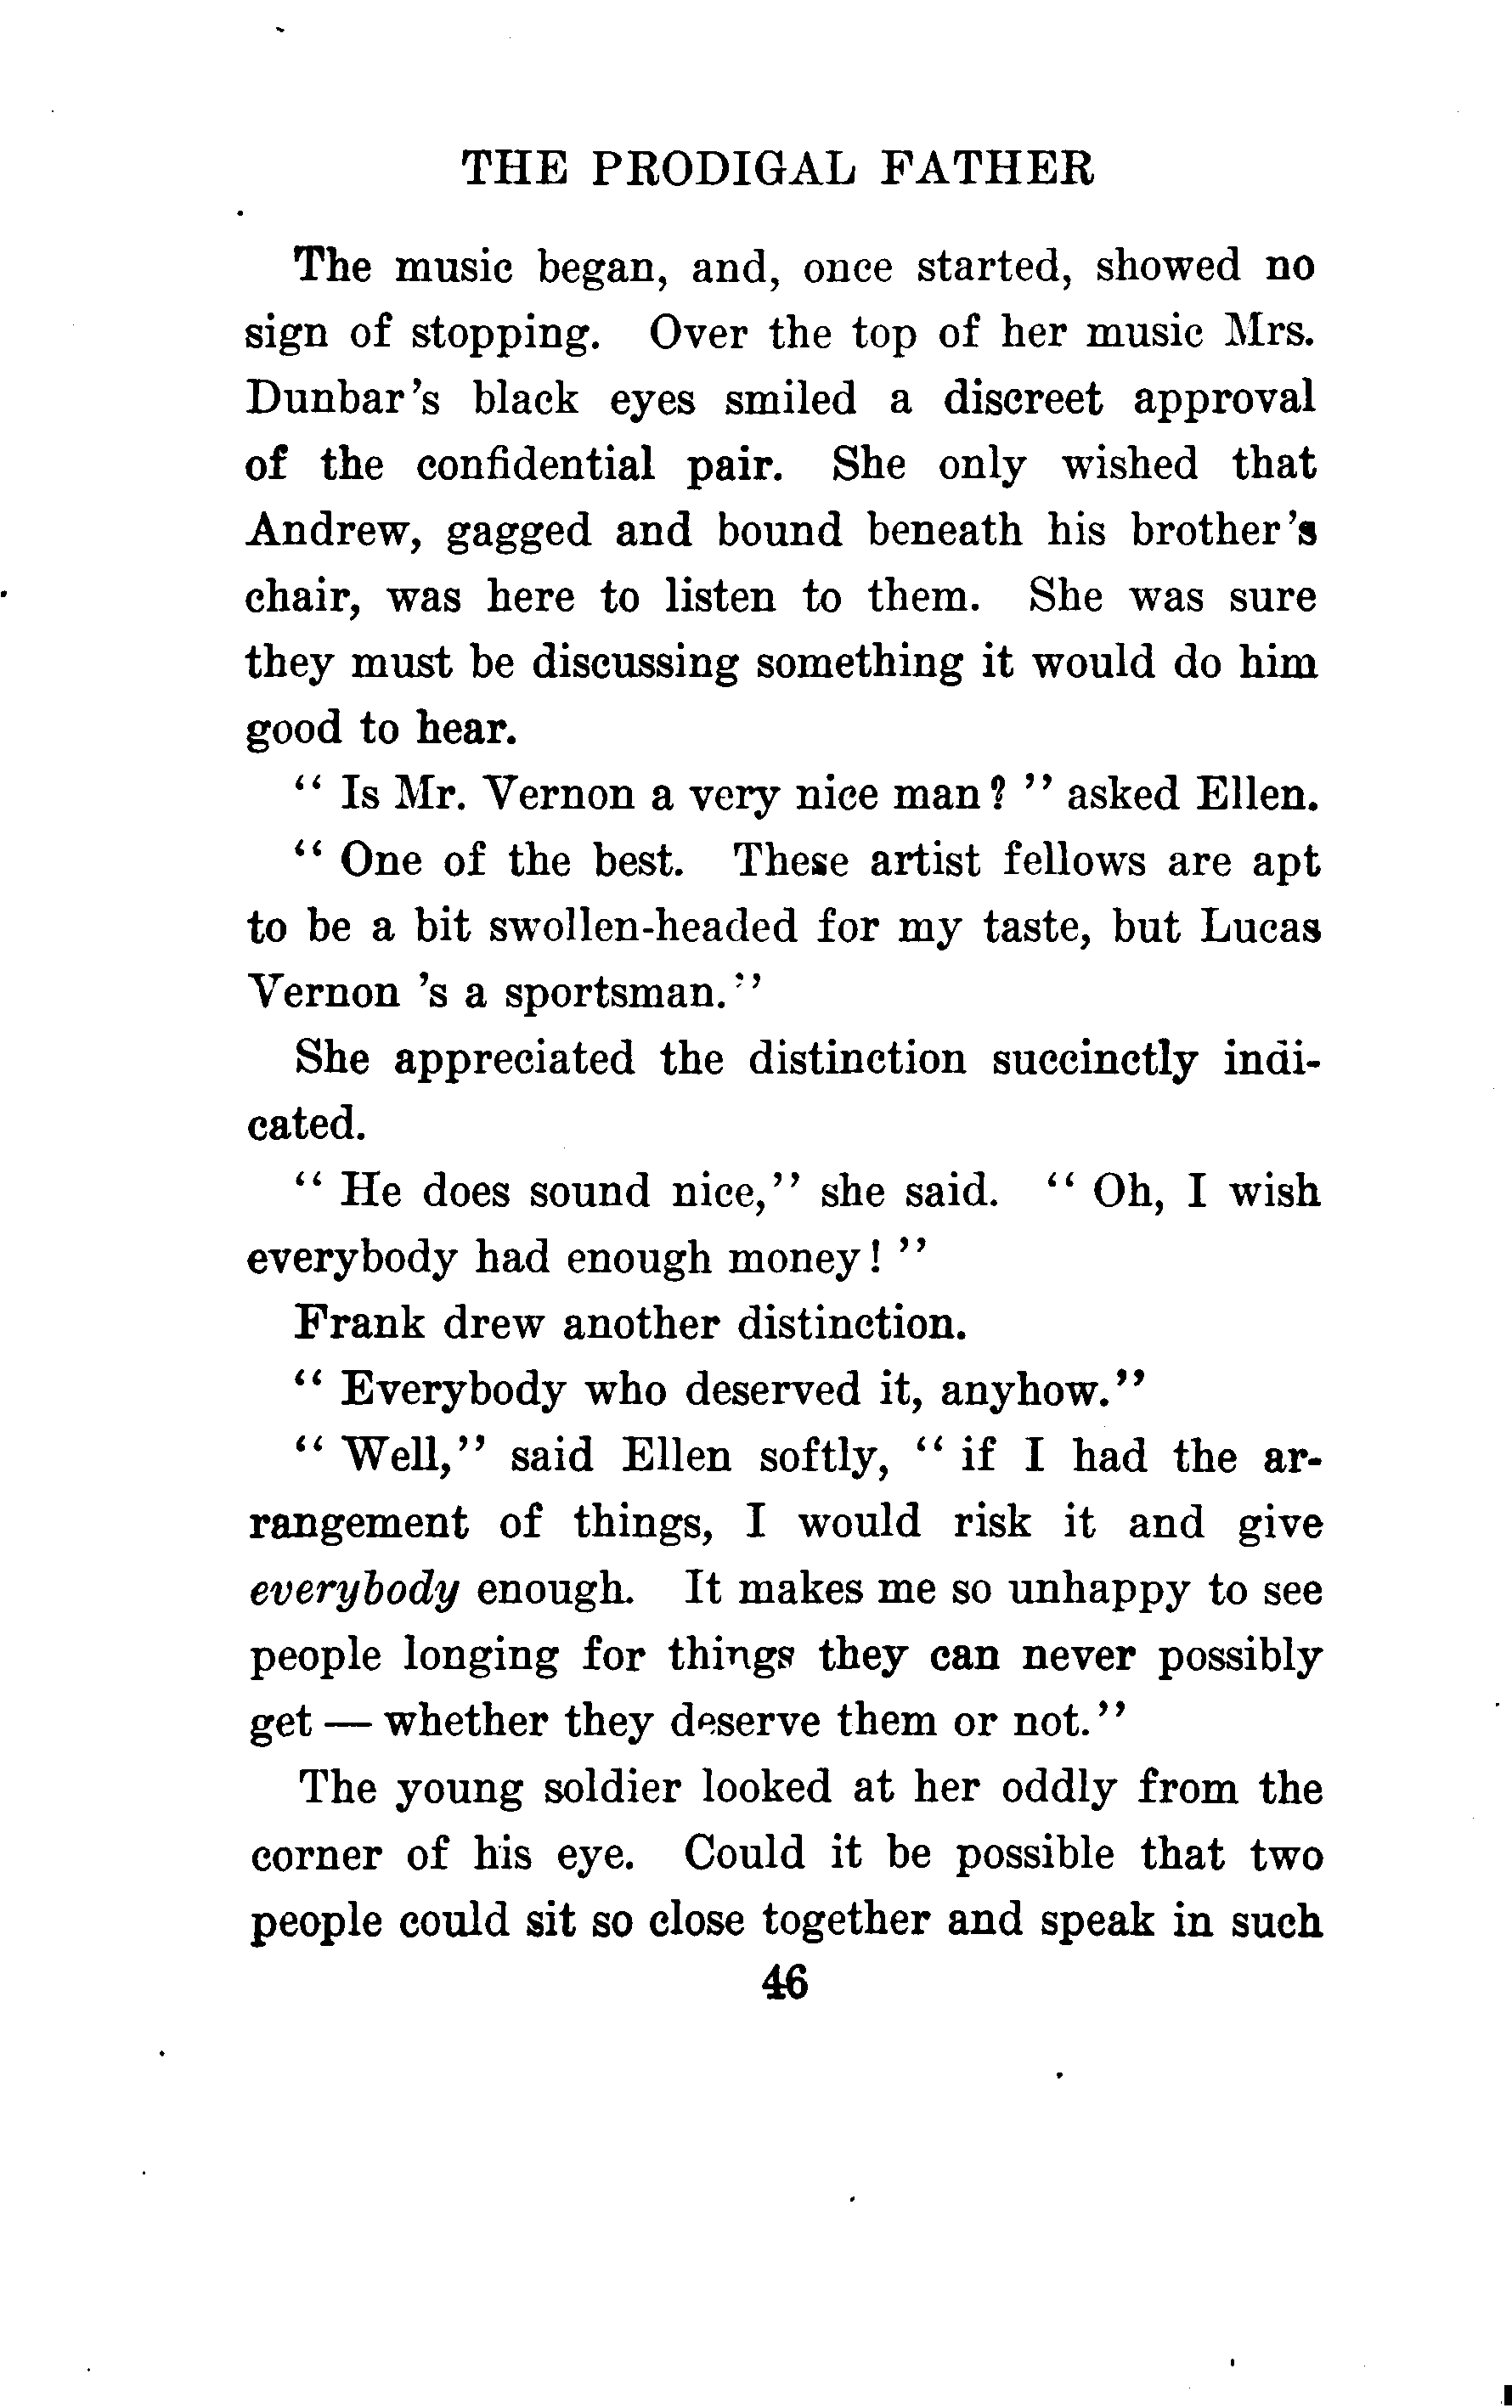 THE PRODIGAL FATHER
The music began, and, once started, showed no
sign of stopping. Over the top of her music Mrs.
Dunbar's black eyes smiled a discreet approval
of the confidential pair. She only wished that
Andrew, gagged and bound beneath his brother's
chair, was here to listen to them. She was sure
they must be discussing something it would do him
good to hear.
" Is Mr. Vernon a very nice man? " asked Ellen.
" One of the best. These artist fellows are apt
to be a bit swollen-headed for my taste, but Lucas
Vernon 's a sportsman."
She appreciated the distinction succinctly indi-
cated.
" He does sound nice," she said. " Oh, I wish
everybody had enough money! "
Frank drew another distinction.
" Everybody who deserved it, anyhow."
" Well," said Ellen softly, " if I had the ar-
rangement of things, I would risk it and give
everybody enough. It makes me so unhappy to see
people longing for things they can never possibly
get — whether they deserve them or not."
The young soldier looked at her oddly from the
corner of his eye. Could it be possible that two
people could sit so close together and speak in such
46